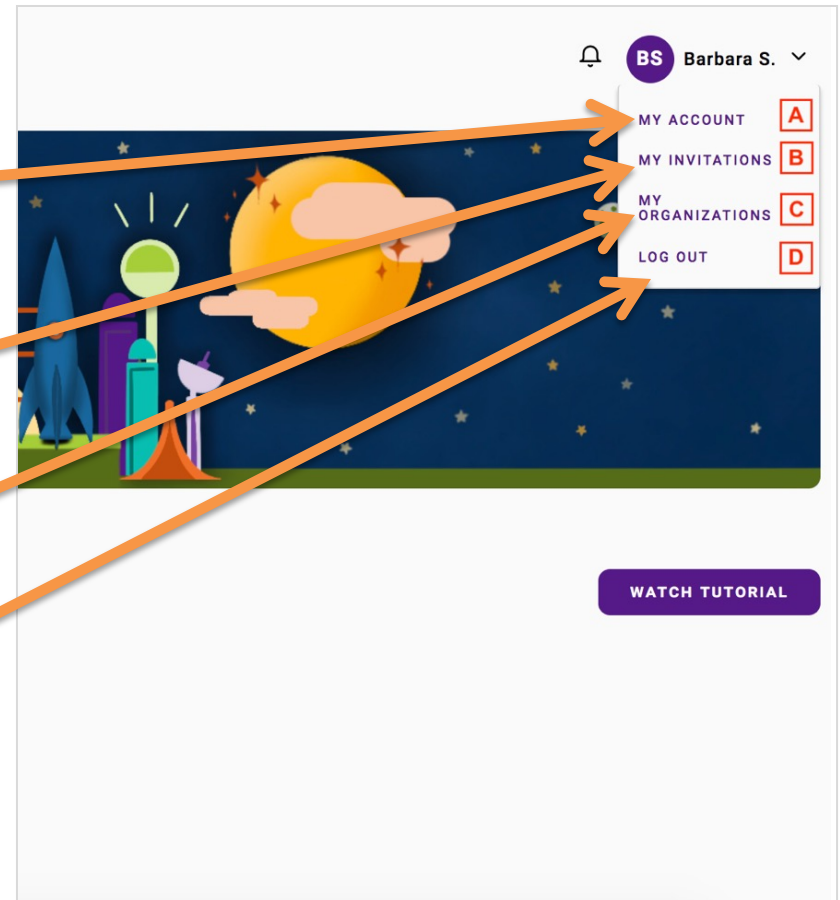 BS Barbara S.
MY ACCOUNT A
MY INVITATIONS B
MY
ORGANIZATIONS C
LOG OUT D
WATCH TUTORIAL